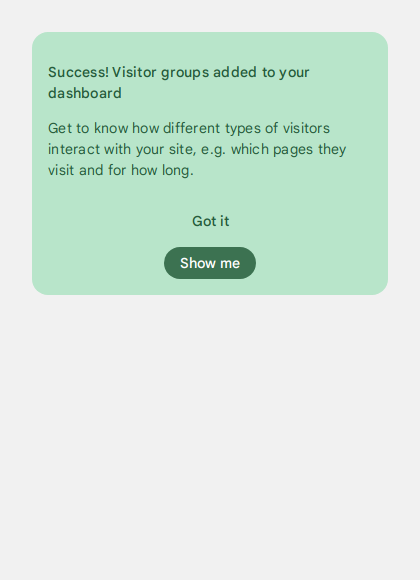 Success! Visitor groups added to your
dashboard
Get to know how different types of visitors
interact with your site, e.g. which pages they
visit and for how long.
Got it
Show me